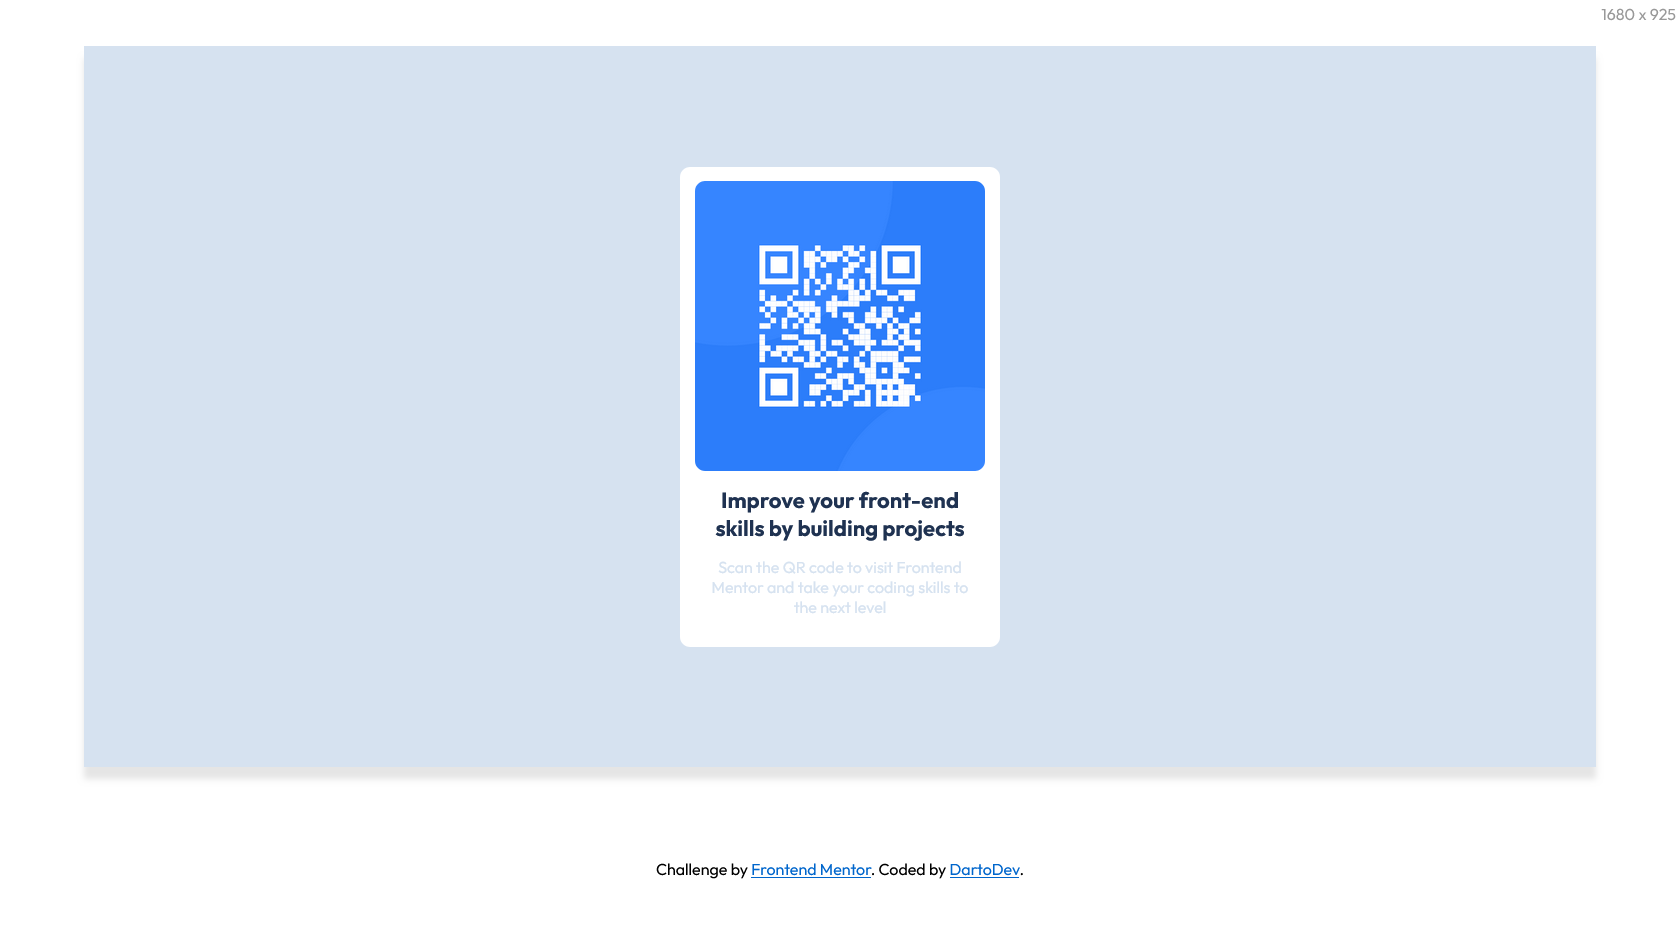 1680 x 925
Improve your front-end
skills by building projects
Scan the QR code to visit Frontend
Mentor and take your coding skills to
the next level
Challenge by Frontend Mentor. Coded by DartoDev.